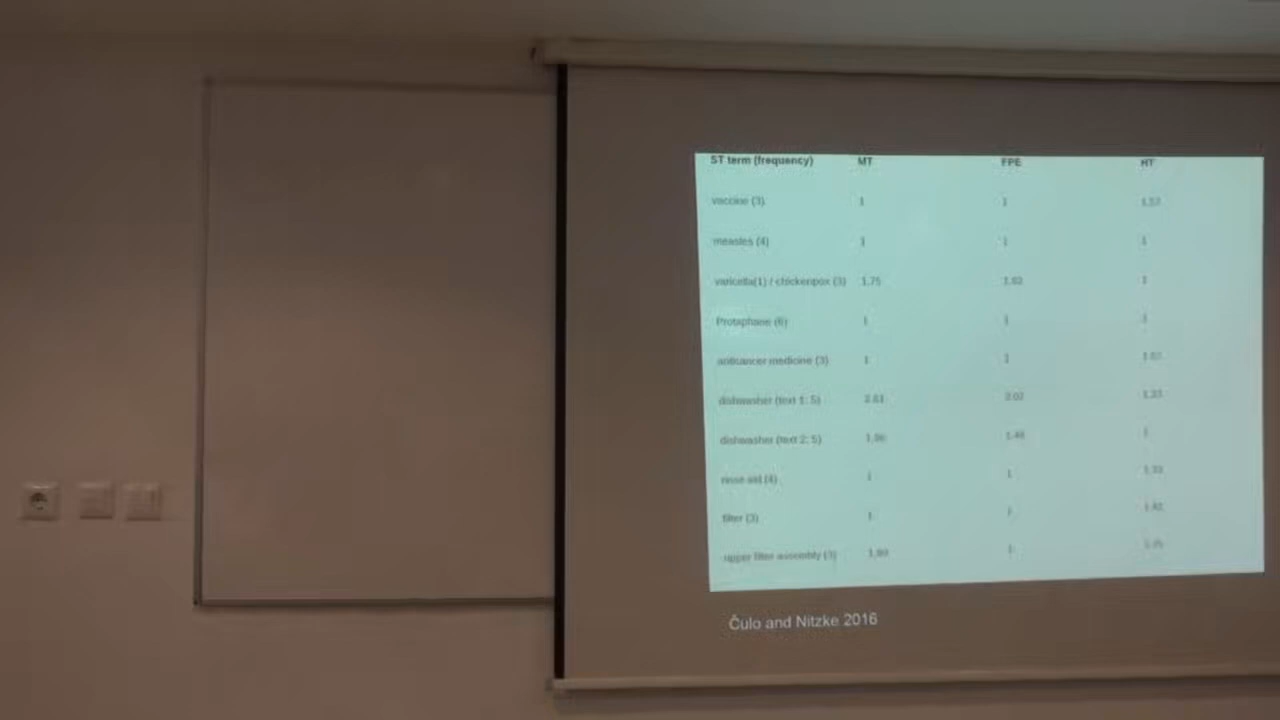 ST term (frequency) MT FPE HT
vaccine (3) 1 1
measles (4) 1 1 1
varicella(1) / chickenpox (3) 1,75 1
Protaphane (6) 1 1 1
anticancer medicine (3) 1 1
dishwasher (text 1: 5) 1,33
dishwasher (text 2: 5) 1
rinse aid (4) 1 1
filter (3) 1 1
upper filter assembly (3) 1
Čulo and Nitzke 2016